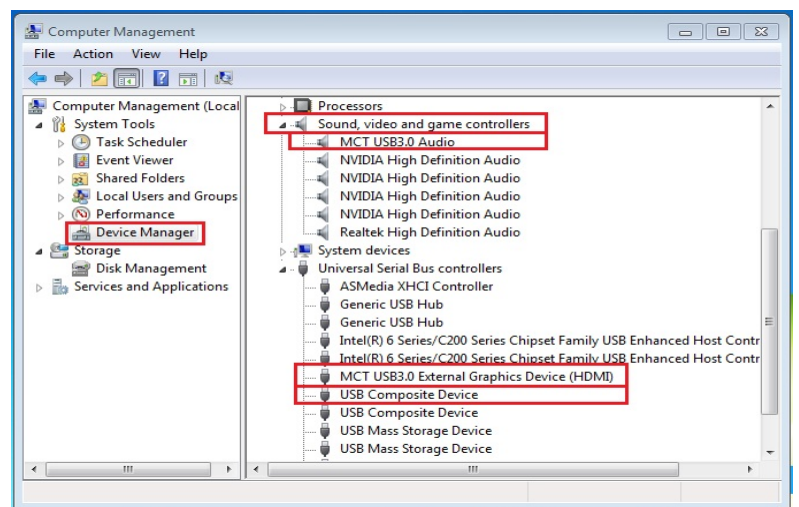 Computer Management
File Action View Help
Computer Management (Local
System Tools
Task Scheduler
Event Viewer
Shared Folders
Local Users and Groups
Performance
Device Manager
Storage
Disk Management
Services and Applications
Processors
Sound, video and game controllers
MCT USB3.0 Audio
NVIDIA High Definition Audio
NVIDIA High Definition Audio
NVIDIA High Definition Audio
NVIDIA High Definition Audio
Realtek High Definition Audio
System devices
Universal Serial Bus controllers
ASMedia XHCI Controller
Generic USB Hub
Generic USB Hub
Intel(R) 6 Series/C200 Series Chipset Family USB Enhanced Host Contr
Intel(R) 6 Series/C200 Series Chipset Family USB Enhanced Host Contr
MCT USB3.0 External Graphics Device (HDMI)
USB Composite Device
USB Composite Device
USB Mass Storage Device
USB Mass Storage Device